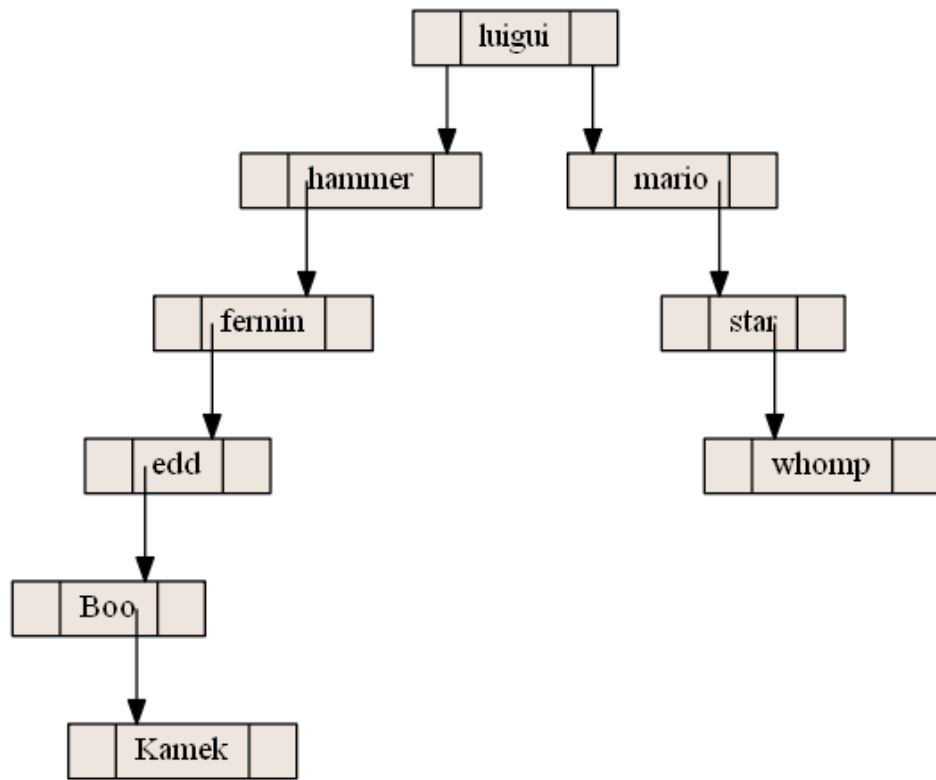 luigui
hammer
mario
fermin
star
edd
whomp
Boo
Kamek